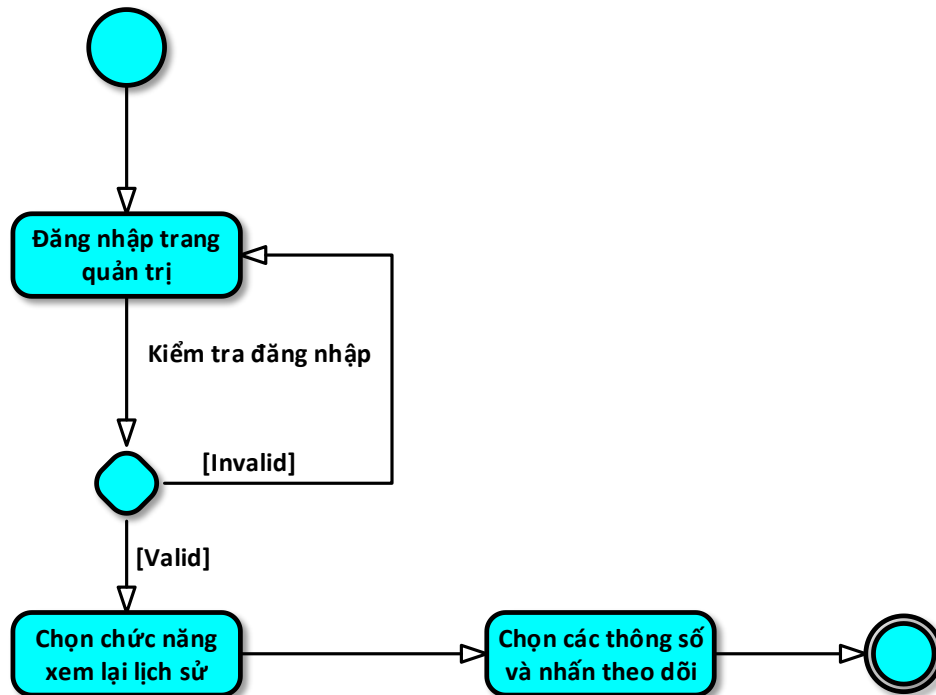 Đăng nhập trang
quản trị
Kiểm tra đăng nhập
[Invalid]
[Valid]
Chọn chức năng
xem lại lịch sử
Chọn các thông số
và nhấn theo dõi